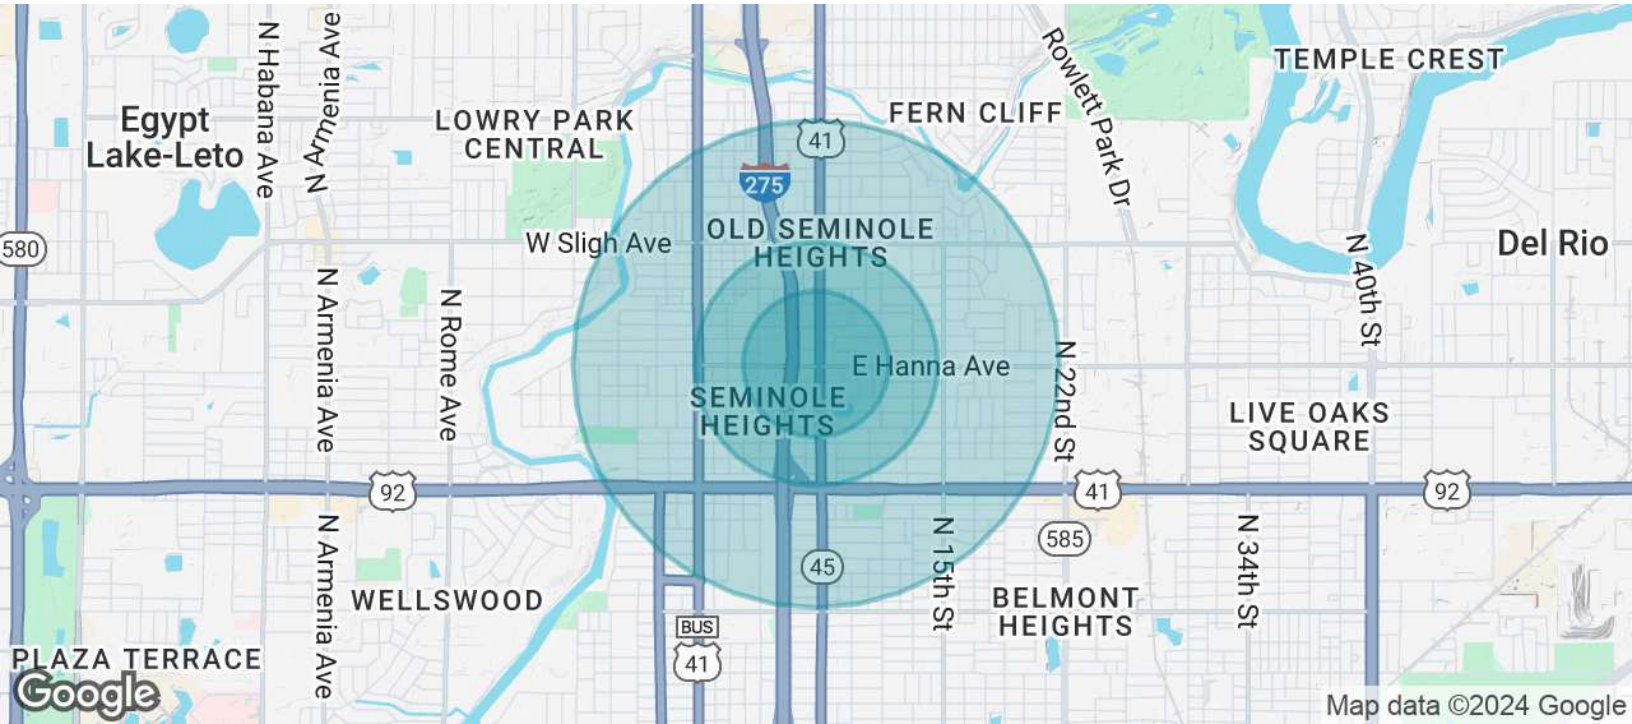 N Habana Ave
N Armenia Ave
Rowlett Park Dr
TEMPLE CREST
Egypt
Lake-Leto
LOWRY PARK
CENTRAL
FERN CLIFF
41
275
580
W Sligh Ave
OLD SEMINOLE
HEIGHTS
N 40th St
Del Rio
N Armenia Ave
N Rome Ave
E Hanna Ave
N 22nd St
SEMINOLE
HEIGHTS
LIVE OAKS
SQUARE
92
41
92
N Armenia Ave
N 15th St
585
N 34th St
45
WELLSWOOD
BELMONT
HEIGHTS
BUS
41
PLAZA TERRACE
Google
Map data ©2024 Google